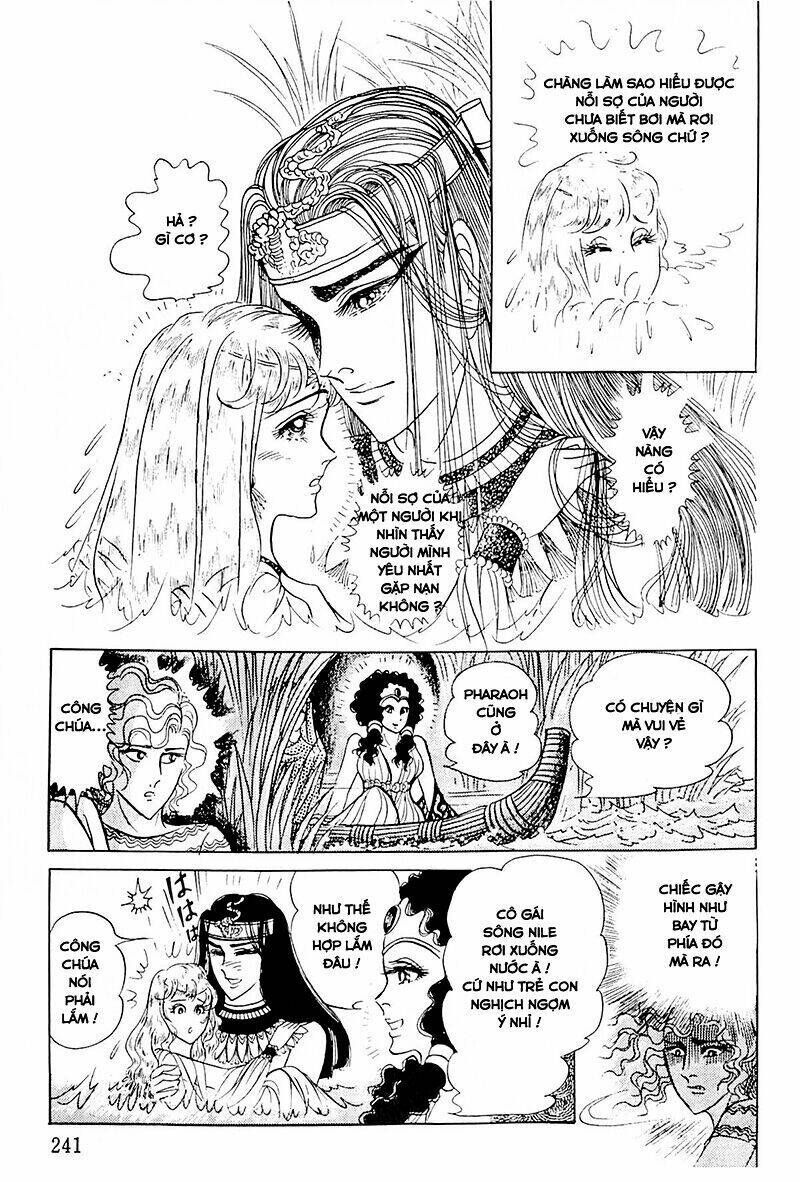 CHÀNG LÀM SAO HIỂU ĐƯỢC
NỖI SỢ CỦA NGƯỜI
CHƯA BIẾT BƠI MÀ RƠI
XUỐNG SÔNG CHỨ ?
HẢ ?
GÌ CƠ ?
VẬY
NÀNG
CÓ
HIỂU ?
NỖI SỢ CỦA
MỘT NGƯỜI KHI
NHÌN THẤY
NGƯỜI MÌNH
YÊU NHẤT
GẶP NẠN
KHÔNG ?
CÔNG
CHÚA...
PHARAOH
CŨNG
Ở
ĐÂY À !
CÓ CHUYỆN GÌ
MÀ VUI VẺ
VẬY ?
CÔNG
CHÚA
NÓI
PHẢI
LẮM !
はははは
NHƯ THẾ
KHÔNG
HỢP LẮM
ĐÂU !
CÔ GÁI
SÔNG NILE
RƠI XUỐNG
NƯỚC À !
CỨ NHƯ TRẺ CON
NGHỊCH NGỢM
Ý NHỈ !
CHIẾC GẬY
HÌNH NHƯ
BAY TỪ
PHÍA ĐÓ
MÀ RA !
241